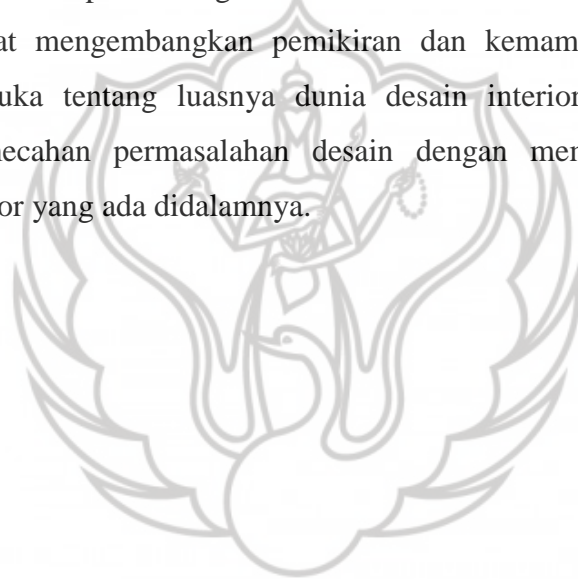 at mengembangkan pemikiran dan kemam
uka tentang luasnya dunia desain interior
ecahan permasalahan desain dengan men
or yang ada didalamnya.